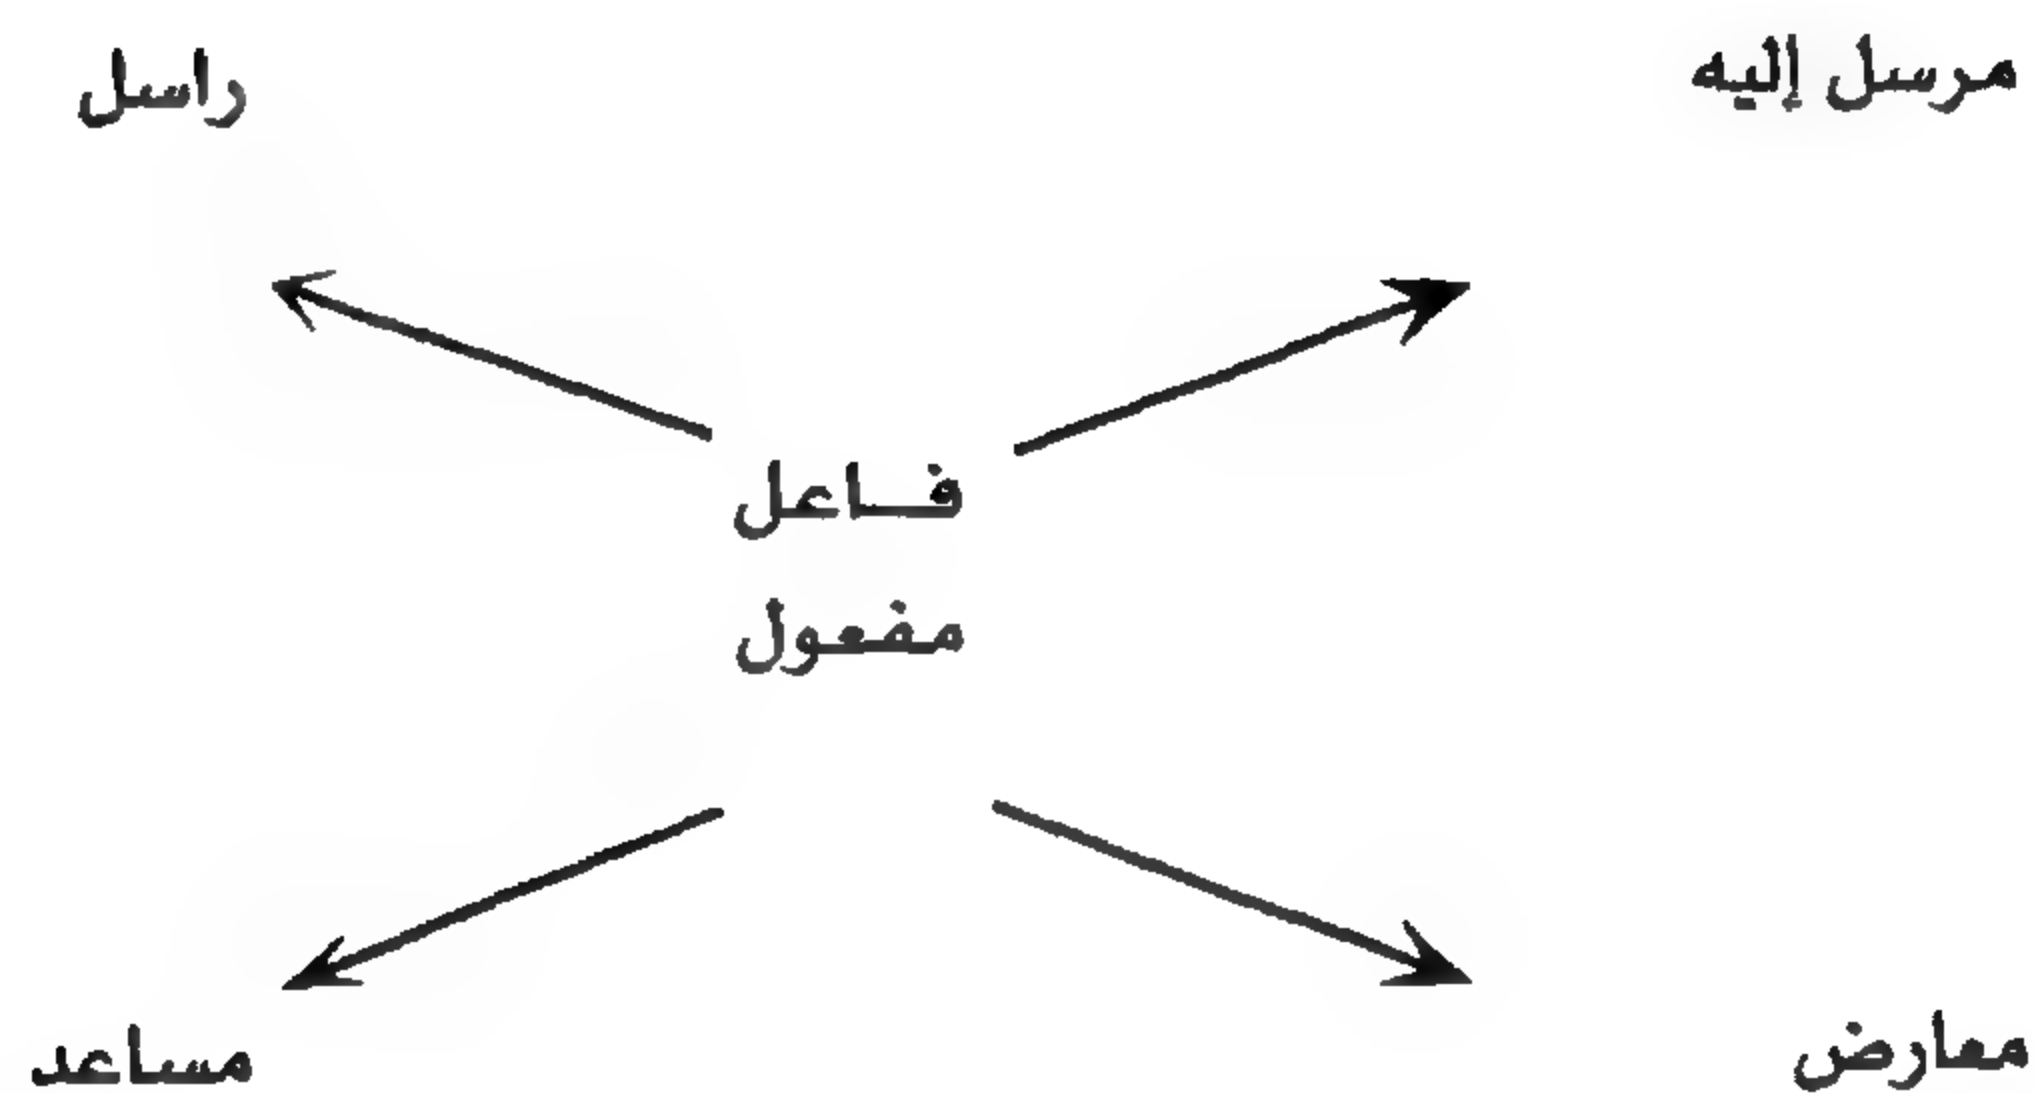 مرسل إليه
راسل
فاعل
مفعول
معارض
مساعد